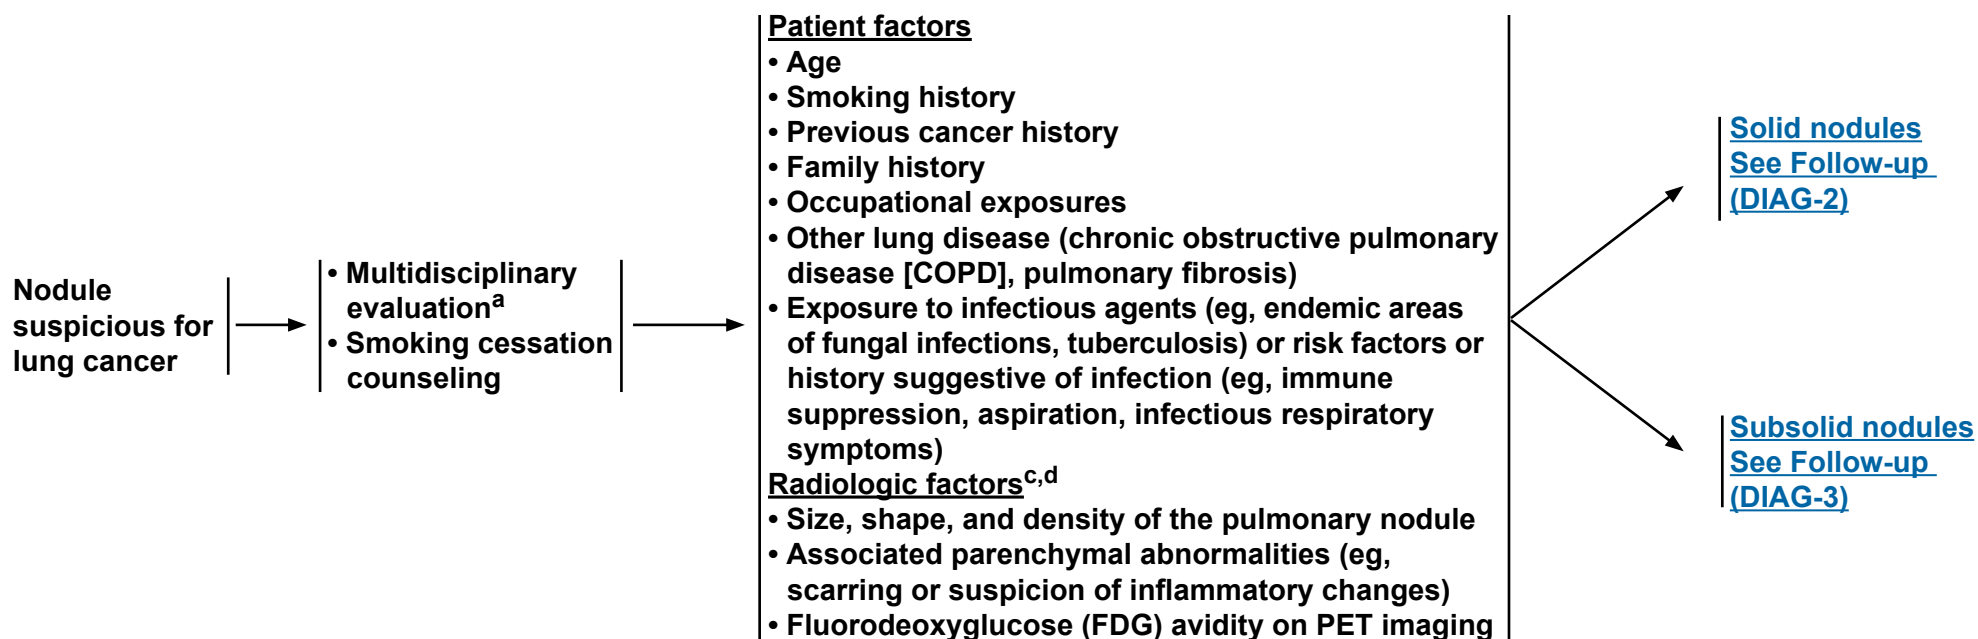 Nodule
suspicious for
lung cancer
• Multidisciplinary
evaluationa
• Smoking cessation
counseling
Patient factors
• Age
• Smoking history
• Previous cancer history
• Family history
• Occupational exposures
• Other lung disease (chronic obstructive pulmonary
disease [COPD], pulmonary fibrosis)
• Exposure to infectious agents (eg, endemic areas
of fungal infections, tuberculosis) or risk factors or
history suggestive of infection (eg, immune
suppression, aspiration, infectious respiratory
symptoms)
Radiologic factorsc,d
• Size, shape, and density of the pulmonary nodule
• Associated parenchymal abnormalities (eg,
scarring or suspicion of inflammatory changes)
• Fluorodeoxyglucose (FDG) avidity on PET imaging
Solid nodules
See Follow-up
(DIAG-2)
Subsolid nodules
See Follow-up
(DIAG-3)